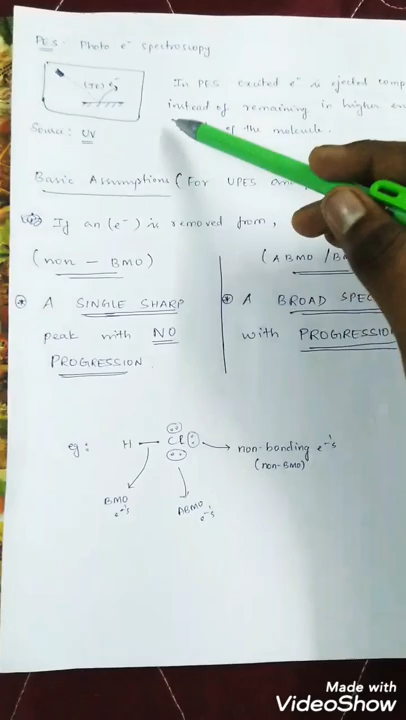 PES - Photo e⁻ spectroscopy
In PES excited e⁻ is ejected
instead of remaining in higher
of the molecule.
Source: UV
Basic Assumptions (For UPES
If an (e⁻) is removed from,
(non - BMO)
(ABMO /
A SINGLE SHARP
peak with NO
PROGRESSION.
A BROAD
with PROGRESSION
eg:
H — Cl
non-bonding e⁻'s
(non-BMO)
BMO
e⁻'s
ABMO
e⁻'s
Made with
VideoShow